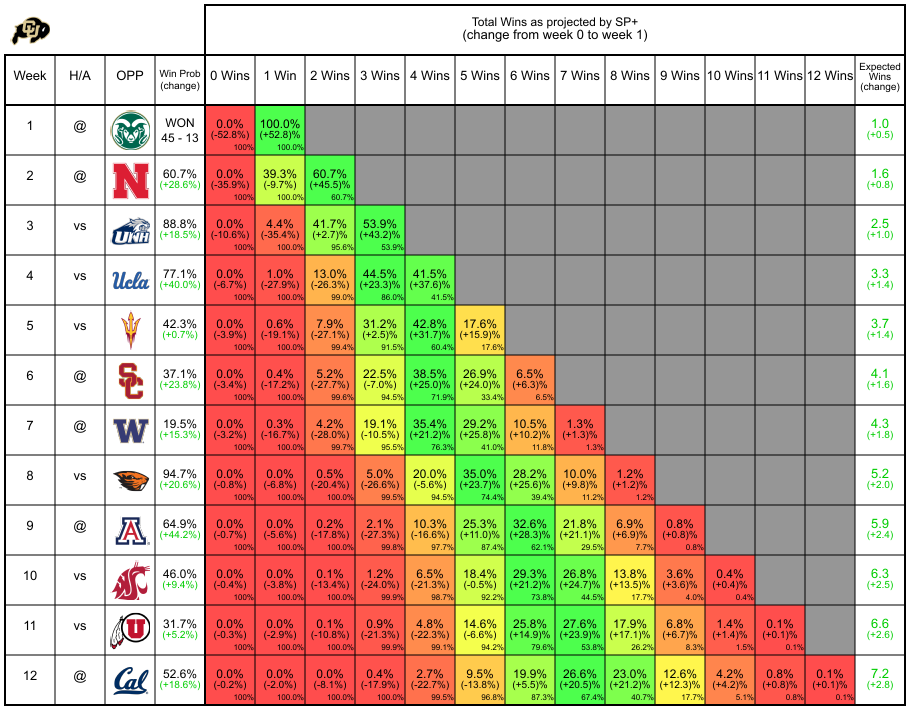 CU
Total Wins as projected by SP+
(change from week 0 to week 1)
Week H/A OPP Win Prob (change) 0 Wins 1 Win 2 Wins 3 Wins 4 Wins 5 Wins 6 Wins 7 Wins 8 Wins 9 Wins 10 Wins 11 Wins 12 Wins Expected Wins (change)
1 @ WON 0.0% 100.0% 1.0
45 - 13 (-52.8%) (+52.8)% (+0.5)
100% 100.0%
2 @ N 60.7% 0.0% 39.3% 60.7% 1.6
(+28.6%) (-35.9%) (-9.7%) (+45.5)% (+0.8)
100% 100.0% 60.7%
3 vs UNH 88.8% 0.0% 4.4% 41.7% 53.9% 2.5
(+18.5%) (-10.6%) (-35.4%) (+2.7)% (+43.2)% (+1.0)
100% 100.0% 95.6% 53.9%
4 vs Ucla 77.1% 0.0% 1.0% 13.0% 44.5% 41.5% 3.3
(+40.0%) (-6.7%) (-27.9%) (-26.3%) (+23.3)% (+37.6)% (+1.4)
100% 100.0% 99.0% 86.0% 41.5%
5 vs 42.3% 0.0% 0.6% 7.9% 31.2% 42.8% 17.6% 3.7
(+0.7%) (-3.9%) (-19.1%) (-27.1%) (+2.5)% (+31.7)% (+15.9)% (+1.4)
100% 100.0% 99.4% 91.5% 60.4% 17.6%
6 @ SC 37.1% 0.0% 0.4% 5.2% 22.5% 38.5% 26.9% 6.5% 4.1
(+23.8%) (-3.4%) (-17.2%) (-27.7%) (-7.0%) (+25.0)% (+24.0)% (+6.3)% (+1.6)
100% 100.0% 99.6% 94.5% 71.9% 33.4% 6.5%
7 @ W 19.5% 0.0% 0.3% 4.2% 19.1% 35.4% 29.2% 10.5% 1.3% 4.3
(+15.3%) (-3.2%) (-16.7%) (-28.0%) (-10.5%) (+21.2)% (+25.8)% (+10.2)% (+1.3)% (+1.8)
100% 100.0% 99.7% 95.5% 76.3% 41.0% 11.8% 1.3%
8 vs 94.7% 0.0% 0.0% 0.5% 5.0% 20.0% 35.0% 28.2% 10.0% 1.2% 5.2
(+20.6%) (-0.8%) (-6.8%) (-20.4%) (-26.6%) (-5.6%) (+23.7)% (+25.6)% (+9.8)% (+1.2)% (+2.0)
100% 100.0% 100.0% 99.5% 94.5% 74.4% 39.4% 11.2% 1.2%
9 @ A 64.9% 0.0% 0.0% 0.2% 2.1% 10.3% 25.3% 32.6% 21.8% 6.9% 0.8% 5.9
(+44.2%) (-0.7%) (-5.6%) (-17.8%) (-27.3%) (-16.6%) (+11.0)% (+28.3)% (+21.1)% (+6.9)% (+0.8)% (+2.4)
100% 100.0% 100.0% 99.8% 97.7% 87.4% 62.1% 29.5% 7.7% 0.8%
10 vs 46.0% 0.0% 0.0% 0.1% 1.2% 6.5% 18.4% 29.3% 26.8% 13.8% 3.6% 0.4% 6.3
(+9.4%) (-0.4%) (-3.8%) (-13.4%) (-24.0%) (-21.3%) (-0.5%) (+21.2)% (+24.7)% (+13.5)% (+3.6)% (+0.4)% (+2.5)
100% 100.0% 100.0% 99.9% 98.7% 92.2% 73.8% 44.5% 17.7% 4.0% 0.4%
11 vs U 31.7% 0.0% 0.0% 0.1% 0.9% 4.8% 14.6% 25.8% 27.6% 17.9% 6.8% 1.4% 0.1% 6.6
(+5.2%) (-0.3%) (-2.9%) (-10.8%) (-21.3%) (-22.3%) (-6.6%) (+14.9)% (+23.9)% (+17.1)% (+6.7)% (+1.4)% (+0.1)% (+2.6)
100% 100.0% 100.0% 99.9% 99.1% 94.2% 79.6% 53.8% 26.2% 8.3% 1.5% 0.1%
12 @ Cal 52.6% 0.0% 0.0% 0.0% 0.4% 2.7% 9.5% 19.9% 26.6% 23.0% 12.6% 4.2% 0.8% 0.1% 7.2
(+18.6%) (-0.2%) (-2.0%) (-8.1%) (-17.9%) (-22.7%) (-13.8%) (+5.5)% (+20.5)% (+21.2)% (+12.3)% (+4.2)% (+0.8)% (+0.1)% (+2.8)
100% 100.0% 100.0% 100.0% 99.5% 96.8% 87.3% 67.4% 40.7% 17.7% 5.1% 0.8% 0.1%